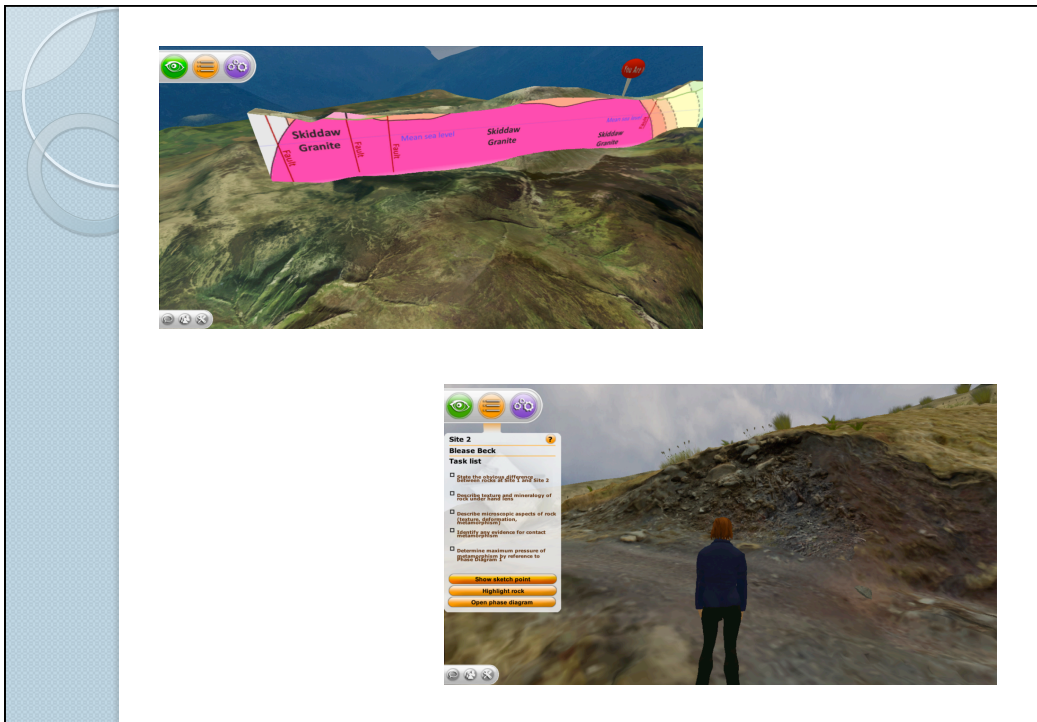 You Are
Skiddaw
Granite
Fault
Fault
Fault
Mean sea level
Skiddaw
Granite
Mean sea level
Skiddaw
Granite
Site 2
?
Blease Beck
Task list
State the obvious difference
between rocks at Site 1 and Site 2
Describe texture and mineralogy of
rock under hand lens
Describe microscopic aspects of rock
(texture, deformation,
metamorphism)
Identify any evidence for contact
metamorphism
Determine maximum pressure of
metamorphism by reference to
Phase Diagram 1
Show sketch point
Highlight rock
Open phase diagram